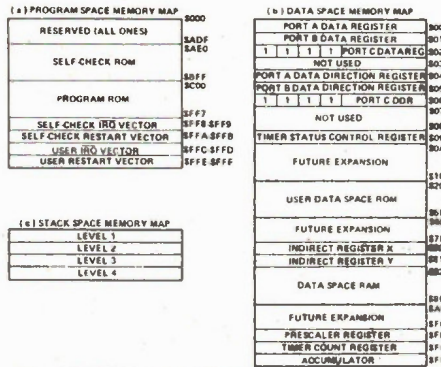 (a) PROGRAM SPACE MEMORY MAP
$000
RESERVED (ALL ONES)
$ADF
$AE0
SELF-CHECK ROM
$BFF
$C00
PROGRAM ROM
$FF7
SELF-CHECK IRQ VECTOR $FF8-$FF9
SELF-CHECK RESTART VECTOR $FFA-$FFB
USER IRQ VECTOR $FFC-$FFD
USER RESTART VECTOR $FFE-$FFF
(c) STACK SPACE MEMORY MAP
LEVEL 1
LEVEL 2
LEVEL 3
LEVEL 4
(b) DATA SPACE MEMORY MAP
PORT A DATA REGISTER
PORT B DATA REGISTER
1 1 1 1 PORT C DATA REG
NOT USED
PORT A DATA DIRECTION REGISTER
PORT B DATA DIRECTION REGISTER
1 1 1 1 PORT C DDR
NOT USED
TIMER STATUS CONTROL REGISTER
FUTURE EXPANSION
USER DATA SPACE ROM
FUTURE EXPANSION
INDIRECT REGISTER X
INDIRECT REGISTER Y
DATA SPACE RAM
FUTURE EXPANSION
PRESCALER REGISTER
TIMER COUNT REGISTER
ACCUMULATOR